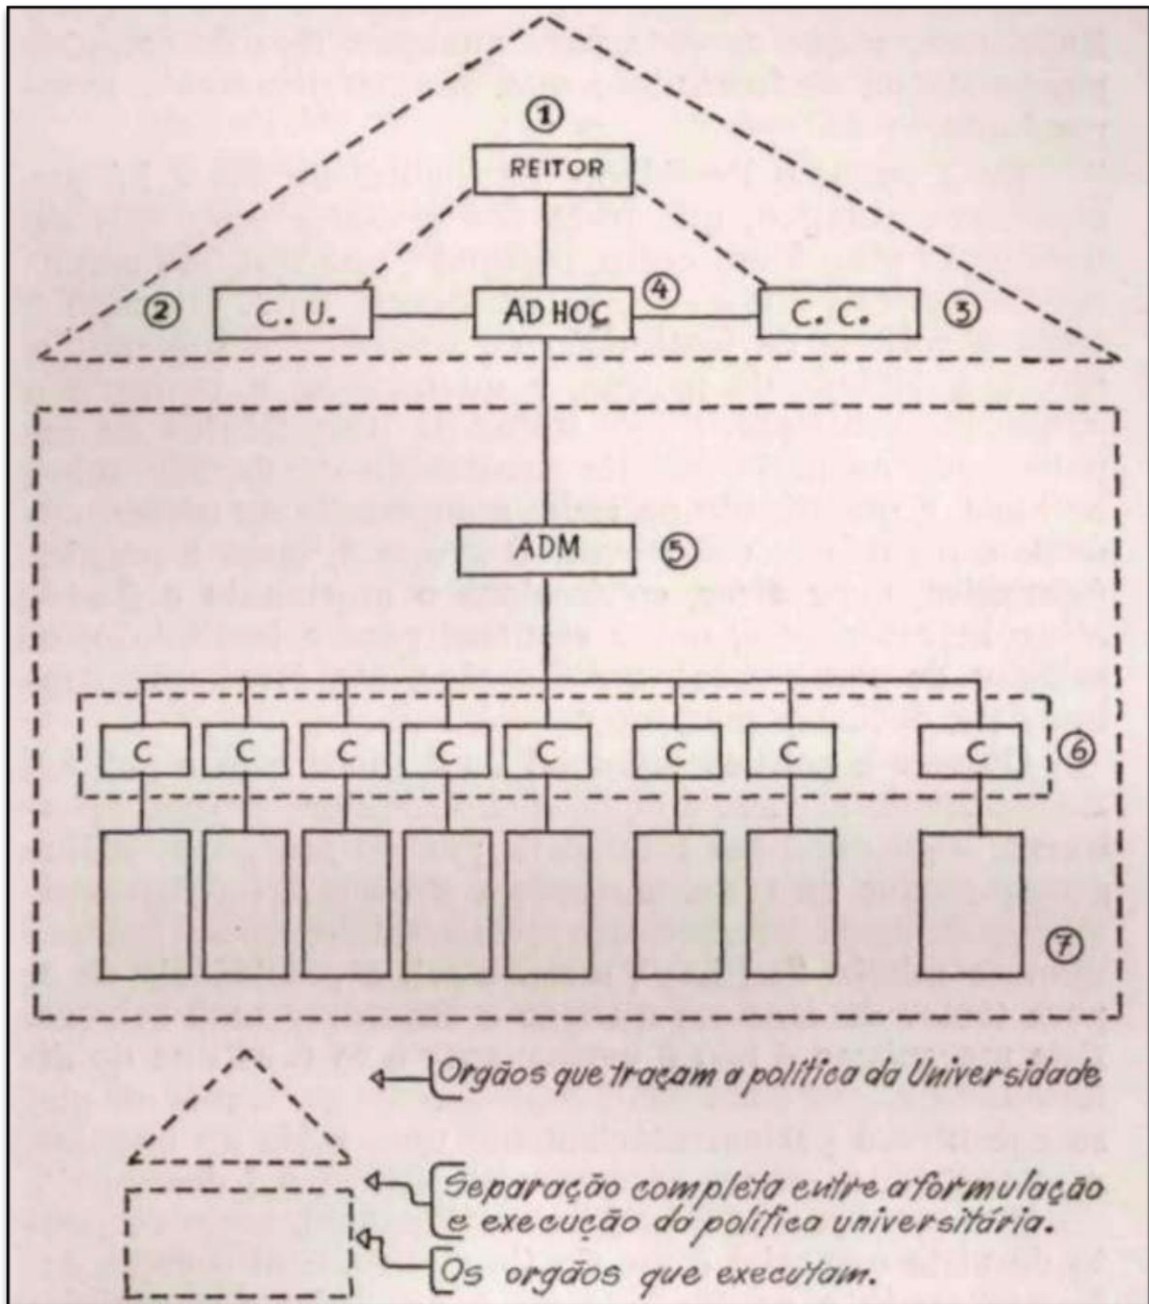 ①
REITOR
② C. U. AD HOC ④ C. C. ③
ADM ⑤
C C C C C C C C ⑥
⑦
Orgãos que traçam a política da Universidade
Separação completa entre a formulação
e execução da política universitária.
Os orgãos que executam.